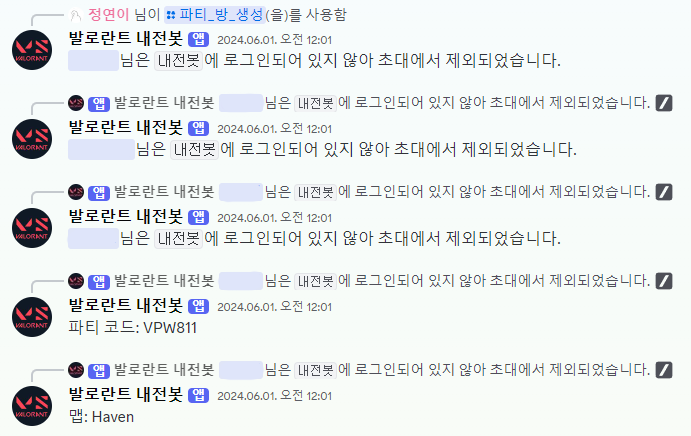 정연이 님이 파티_방_생성(을)를 사용함
발로란트 내전봇 앱 2024.06.01. 오전 12:01
님은 내전봇에 로그인되어 있지 않아 초대에서 제외되었습니다.
앱 발로란트 내전봇 님은 내전봇에 로그인되어 있지 않아 초대에서 제외되었습니다.
발로란트 내전봇 앱 2024.06.01. 오전 12:01
님은 내전봇에 로그인되어 있지 않아 초대에서 제외되었습니다.
앱 발로란트 내전봇 님은 내전봇에 로그인되어 있지 않아 초대에서 제외되었습니다.
발로란트 내전봇 앱 2024.06.01. 오전 12:01
님은 내전봇에 로그인되어 있지 않아 초대에서 제외되었습니다.
앱 발로란트 내전봇 님은 내전봇에 로그인되어 있지 않아 초대에서 제외되었습니다.
발로란트 내전봇 앱 2024.06.01. 오전 12:01
파티 코드: VPW811
앱 발로란트 내전봇 님은 내전봇에 로그인되어 있지 않아 초대에서 제외되었습니다.
발로란트 내전봇 앱 2024.06.01. 오전 12:01
맵: Haven